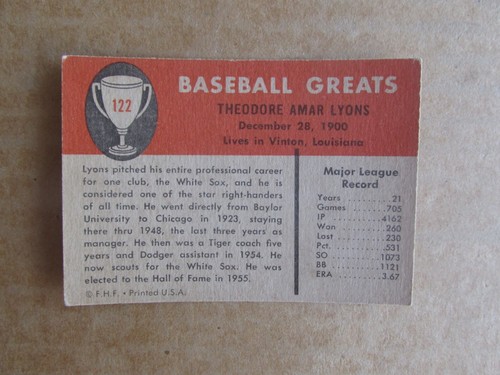 122
BASEBALL GREATS
THEODORE AMAR LYONS
December 28, 1900
Lives in Vinton, Louisiana
Lyons pitched his entire professional career
for one club, the White Sox, and he is
considered one of the star right-handers
of all time. He went directly from Baylor
University to Chicago in 1923, staying
there thru 1948, the last three years as
manager. He then was a Tiger coach five
years and Dodger assistant in 1954. He
now scouts for the White Sox. He was
elected to the Hall of Fame in 1955.
© F.H.F. • Printed U.S.A.
Major League
Record
Years ........... 21
Games ......... 705
IP ............. 4162
Won ........... 260
Lost ........... 230
Pct. ........... .531
SO ............ 1073
BB ............ 1121
ERA ........... 3.67